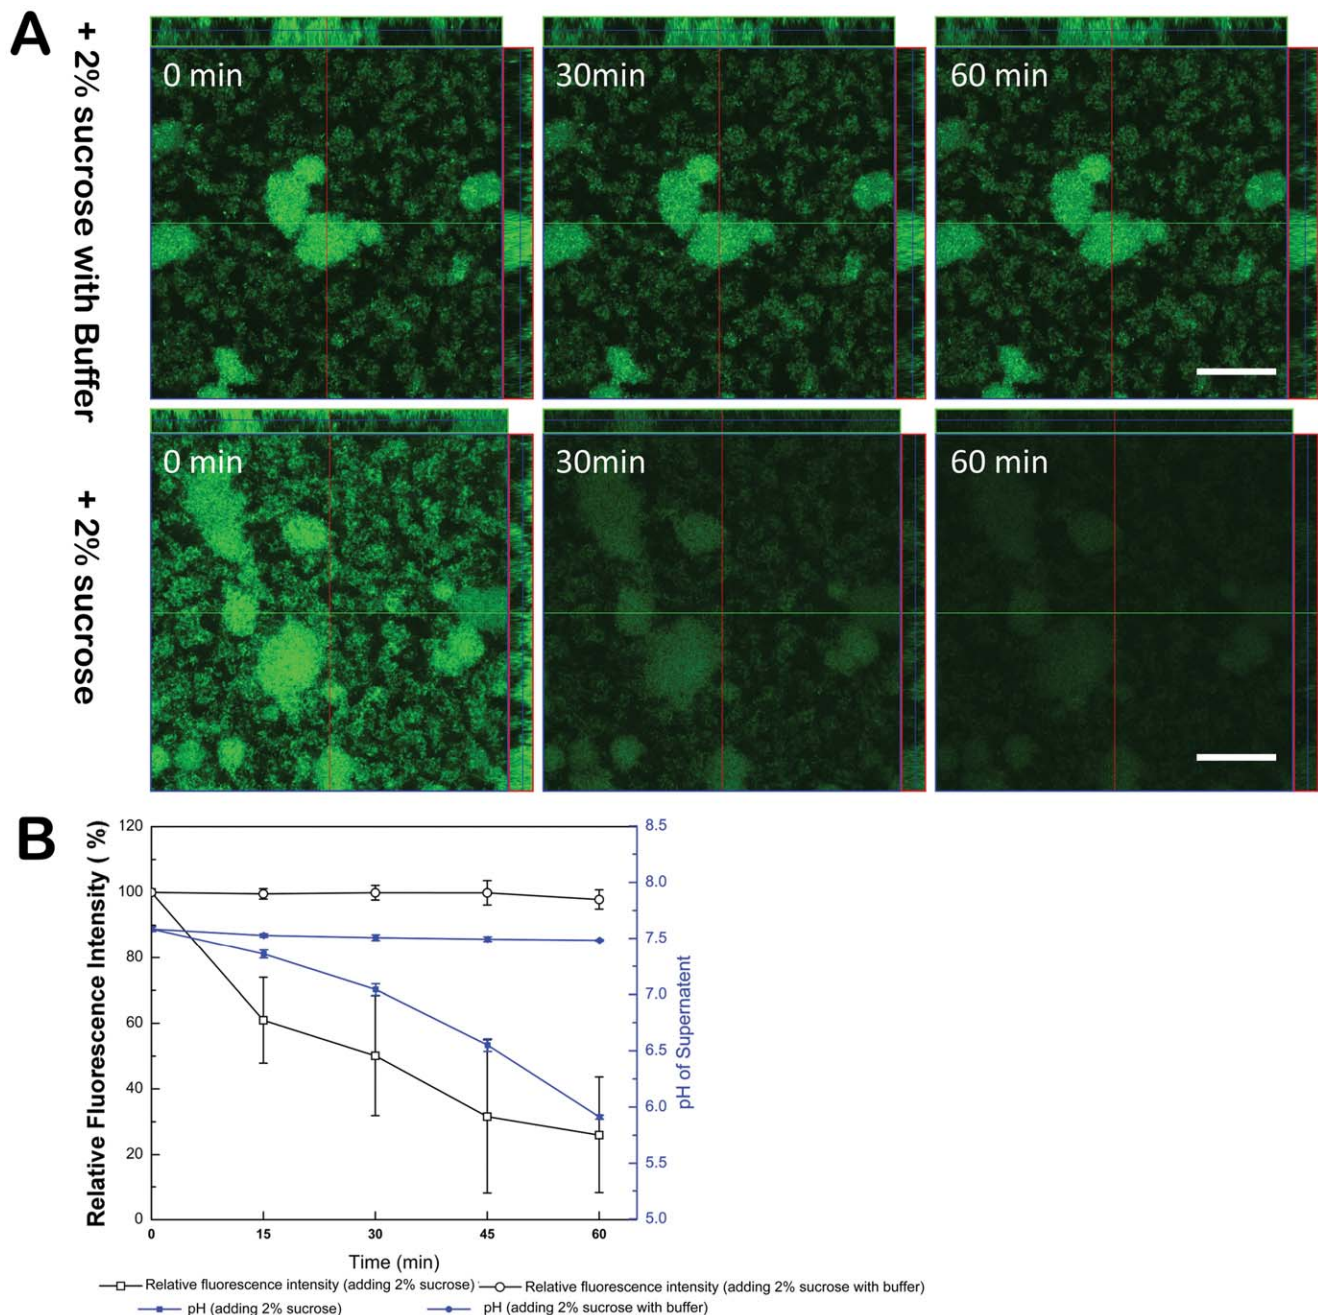 A
+ 2% sucrose with Buffer
0 min
30min
60 min
+ 2% sucrose
0 min
30min
60 min
B
Relative Fluorescence Intensity ( %)
120
100
80
60
40
20
0
8.5
8.0
7.5
7.0
6.5
6.0
5.5
5.0
pH of Supernatent
0 15 30 45 60
Time (min)
Relative fluorescence intensity (adding 2% sucrose) Relative fluorescence intensity (adding 2% sucrose with buffer)
pH (adding 2% sucrose) pH (adding 2% sucrose with buffer)